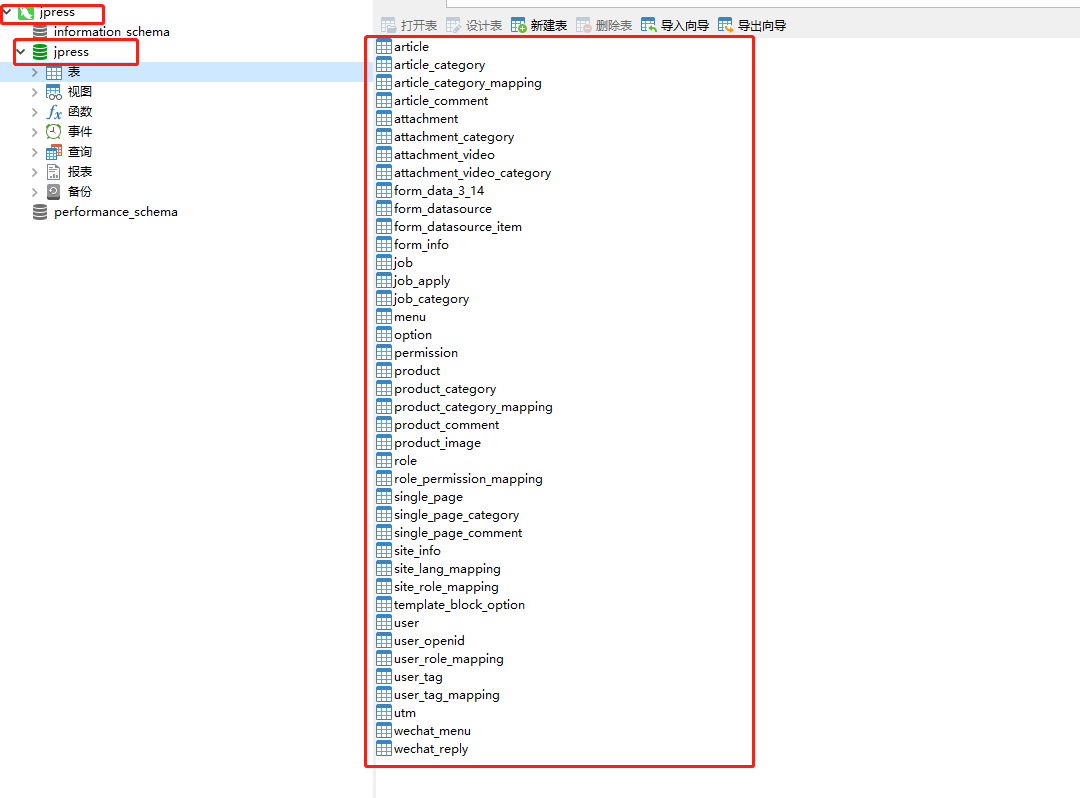 jpress
information_schema
jpress
表
视图
函数
事件
查询
报表
备份
performance_schema
打开表 设计表 新建表 删除表 导入向导 导出向导
article
article_category
article_category_mapping
article_comment
attachment
attachment_category
attachment_video
attachment_video_category
form_data_3_14
form_datasource
form_datasource_item
form_info
job
job_apply
job_category
menu
option
permission
product
product_category
product_category_mapping
product_comment
product_image
role
role_permission_mapping
single_page
single_page_category
single_page_comment
site_info
site_lang_mapping
site_role_mapping
template_block_option
user
user_openid
user_role_mapping
user_tag
user_tag_mapping
utm
wechat_menu
wechat_reply